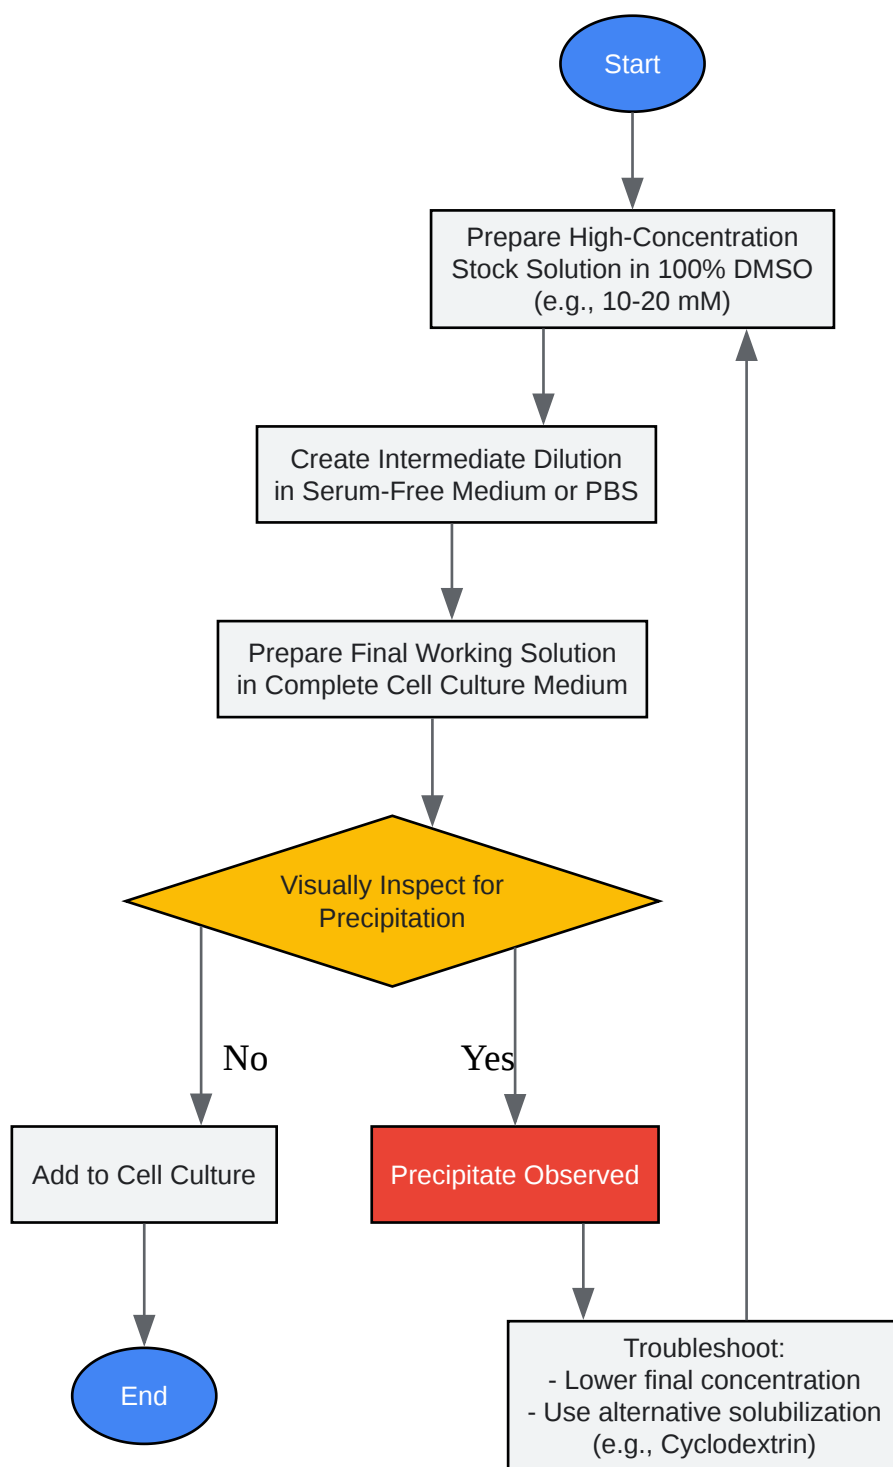 Start
Prepare High-Concentration
Stock Solution in 100% DMSO
(e.g., 10-20 mM)
Create Intermediate Dilution
in Serum-Free Medium or PBS
Prepare Final Working Solution
in Complete Cell Culture Medium
Visually Inspect for
Precipitation
No
Yes
Add to Cell Culture
Precipitate Observed
End
Troubleshoot:
- Lower final concentration
- Use alternative solubilization
(e.g., Cyclodextrin)